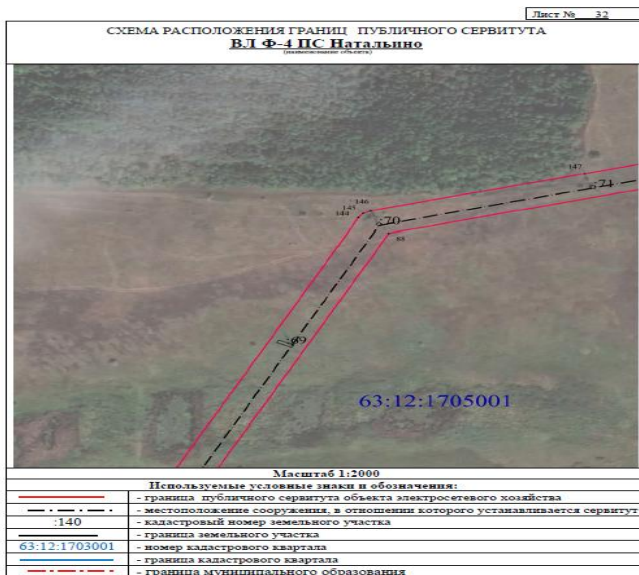 Лист № 32
СХЕМА РАСПОЛОЖЕНИЯ ГРАНИЦ ПУБЛИЧНОГО СЕРВИТУТА
ВЛ Ф-4 ПС Натальино
(наименование объекта)
147
:71
146
145
144
:70
88
:69
63:12:1705001
Масштаб 1:2000
Используемые условные знаки и обозначения:
- граница публичного сервитута объекта электросетевого хозяйства
- местоположение сооружения, в отношении которого устанавливается сервитут
:140 - кадастровый номер земельного участка
- граница земельного участка
63:12:1703001 - номер кадастрового квартала
- граница кадастрового квартала
- граница муниципального образования